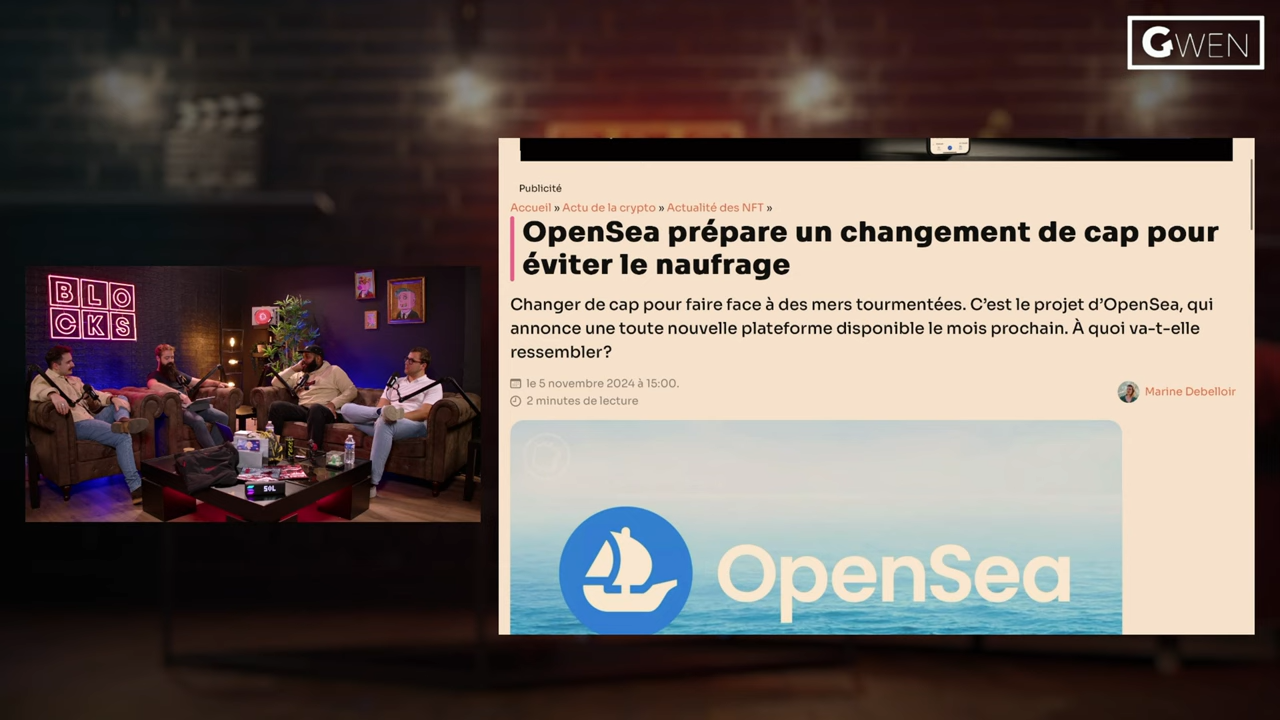 GWEN
BLO
CKS
SOL
Publicité
Accueil » Actu de la crypto » Actualité des NFT »
OpenSea prépare un changement de cap pour
éviter le naufrage
Changer de cap pour faire face à des mers tourmentées. C’est le projet d’OpenSea, qui
annonce une toute nouvelle plateforme disponible le mois prochain. À quoi va-t-elle
ressembler?
le 5 novembre 2024 à 15:00.
2 minutes de lecture
Marine Debelloir
OpenSea